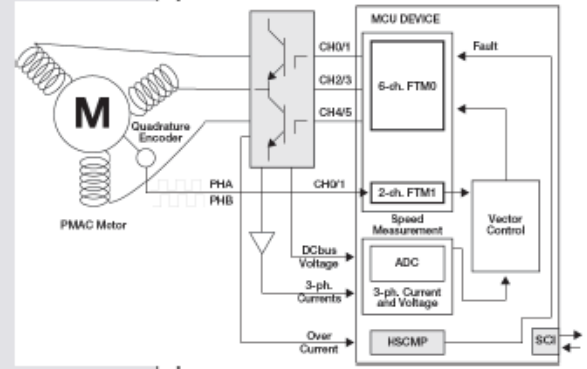 MCU DEVICE
CH0/1
Fault
CH2/3
6-ch. FTM0
CH4/5
M
Quadrature
Encoder
PHA
CH0/1
2-ch. FTM1
PHB
PMAC Motor
Speed
Measurement
Vector
Control
DCbus
Voltage
ADC
3-ph.
Currents
3-ph. Current
and Voltage
Over
Current
HSCMP
SCI